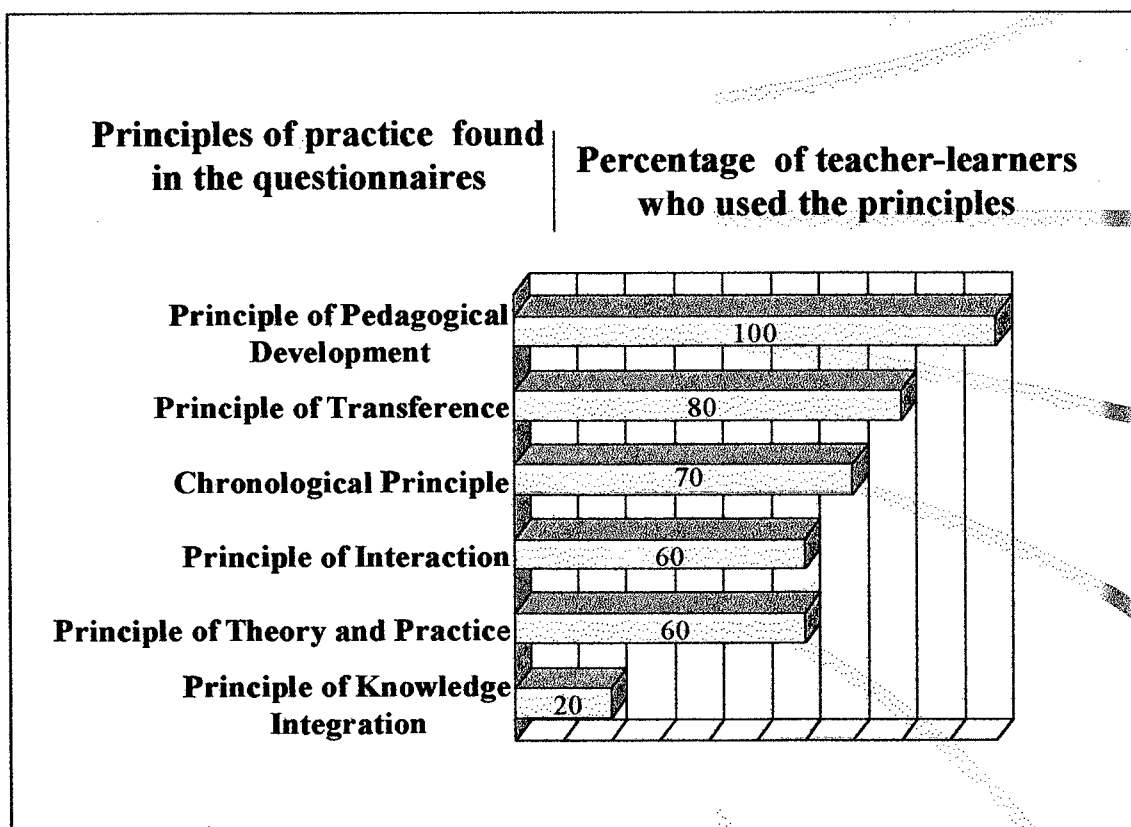 Principles of practice found
in the questionnaires
Percentage of teacher-learners
who used the principles
Principle of Pedagogical
Development
100
Principle of Transference
80
Chronological Principle
70
Principle of Interaction
60
Principle of Theory and Practice
60
Principle of Knowledge
Integration
20